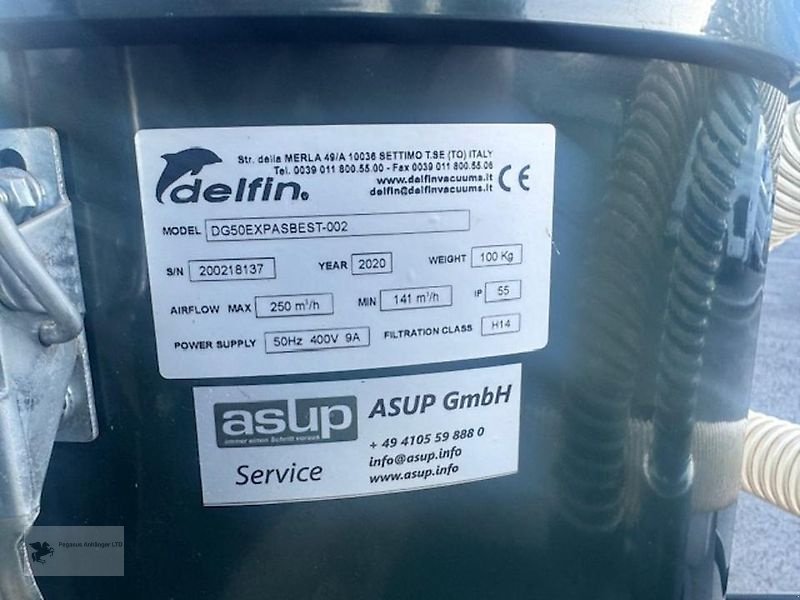 Str. della MERLA 49/A 10036 SETTIMO T.SE (TO) ITALY
Tel. 0039 011 800.55.00 - Fax 0039 011 800.55.06
www.delfinvacuums.it
delfin@delfinvacuums.it
CE
delfin®
MODEL DG50EXPASBEST-002
S/N 200218137 YEAR 2020 WEIGHT 100 Kg
AIRFLOW MAX 250 m³/h MIN 141 m³/h IP 55
POWER SUPPLY 50Hz 400V 9A FILTRATION CLASS H14
asup
immer einen Schritt voraus
ASUP GmbH
+ 49 4105 59 888 0
info@asup.info
www.asup.info
Service
Pegasus Anhänger LTD